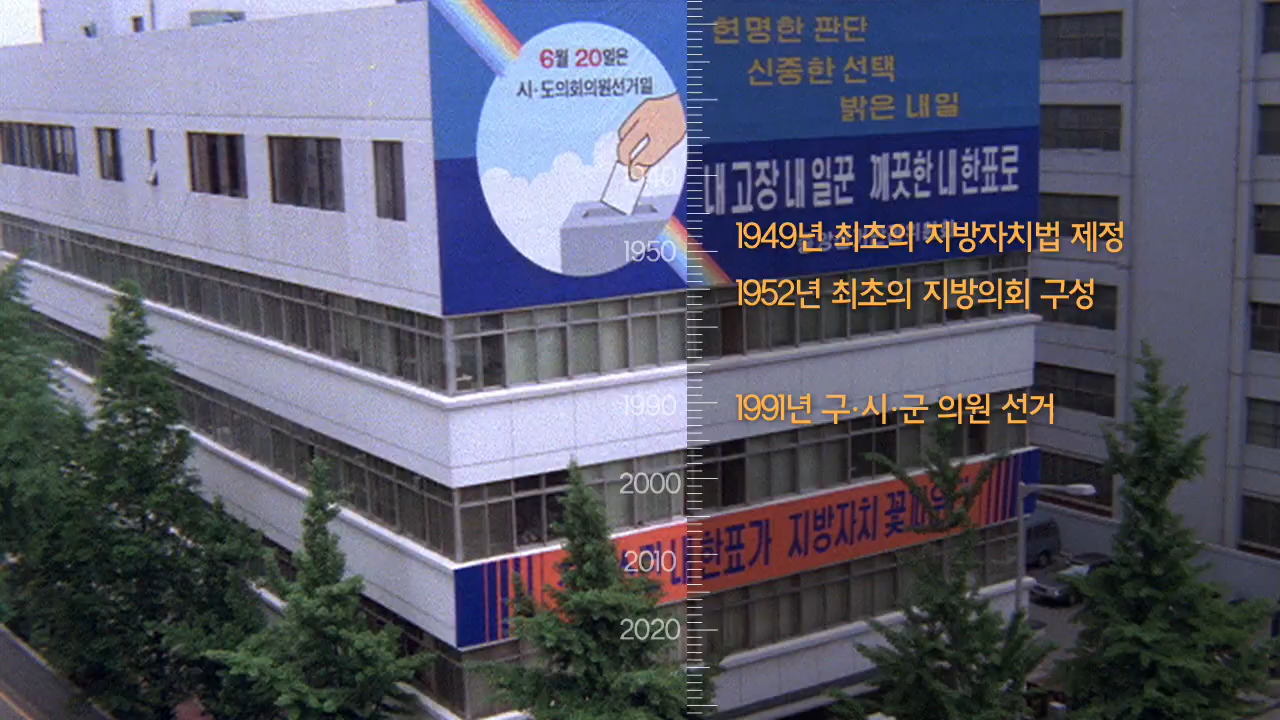 6월 20일은
시·도의회의원선거일
현명한 판단
신중한 선택
밝은 내일
내 고장 내 일꾼 깨끗한 내 한표로
1940
1949년 최초의 지방자치법 제정
1950
1952년 최초의 지방의회 구성
1990
1991년 구·시·군 의원 선거
2000
내 한표가 지방자치
2010
2020